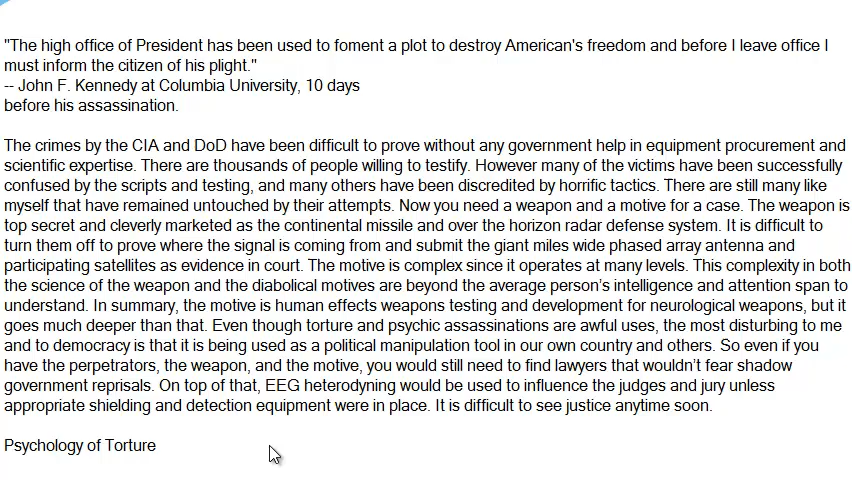 "The high office of President has been used to foment a plot to destroy American's freedom and before I leave office I
must inform the citizen of his plight."
-- John F. Kennedy at Columbia University, 10 days
before his assassination.
The crimes by the CIA and DoD have been difficult to prove without any government help in equipment procurement and
scientific expertise. There are thousands of people willing to testify. However many of the victims have been successfully
confused by the scripts and testing, and many others have been discredited by horrific tactics. There are still many like
myself that have remained untouched by their attempts. Now you need a weapon and a motive for a case. The weapon is
top secret and cleverly marketed as the continental missile and over the horizon radar defense system. It is difficult to
turn them off to prove where the signal is coming from and submit the giant miles wide phased array antenna and
participating satellites as evidence in court. The motive is complex since it operates at many levels. This complexity in both
the science of the weapon and the diabolical motives are beyond the average person's intelligence and attention span to
understand. In summary, the motive is human effects weapons testing and development for neurological weapons, but it
goes much deeper than that. Even though torture and psychic assassinations are awful uses, the most disturbing to me
and to democracy is that it is being used as a political manipulation tool in our own country and others. So even if you
have the perpetrators, the weapon, and the motive, you would still need to find lawyers that wouldn't fear shadow
government reprisals. On top of that, EEG heterodyning would be used to influence the judges and jury unless
appropriate shielding and detection equipment were in place. It is difficult to see justice anytime soon.
Psychology of Torture